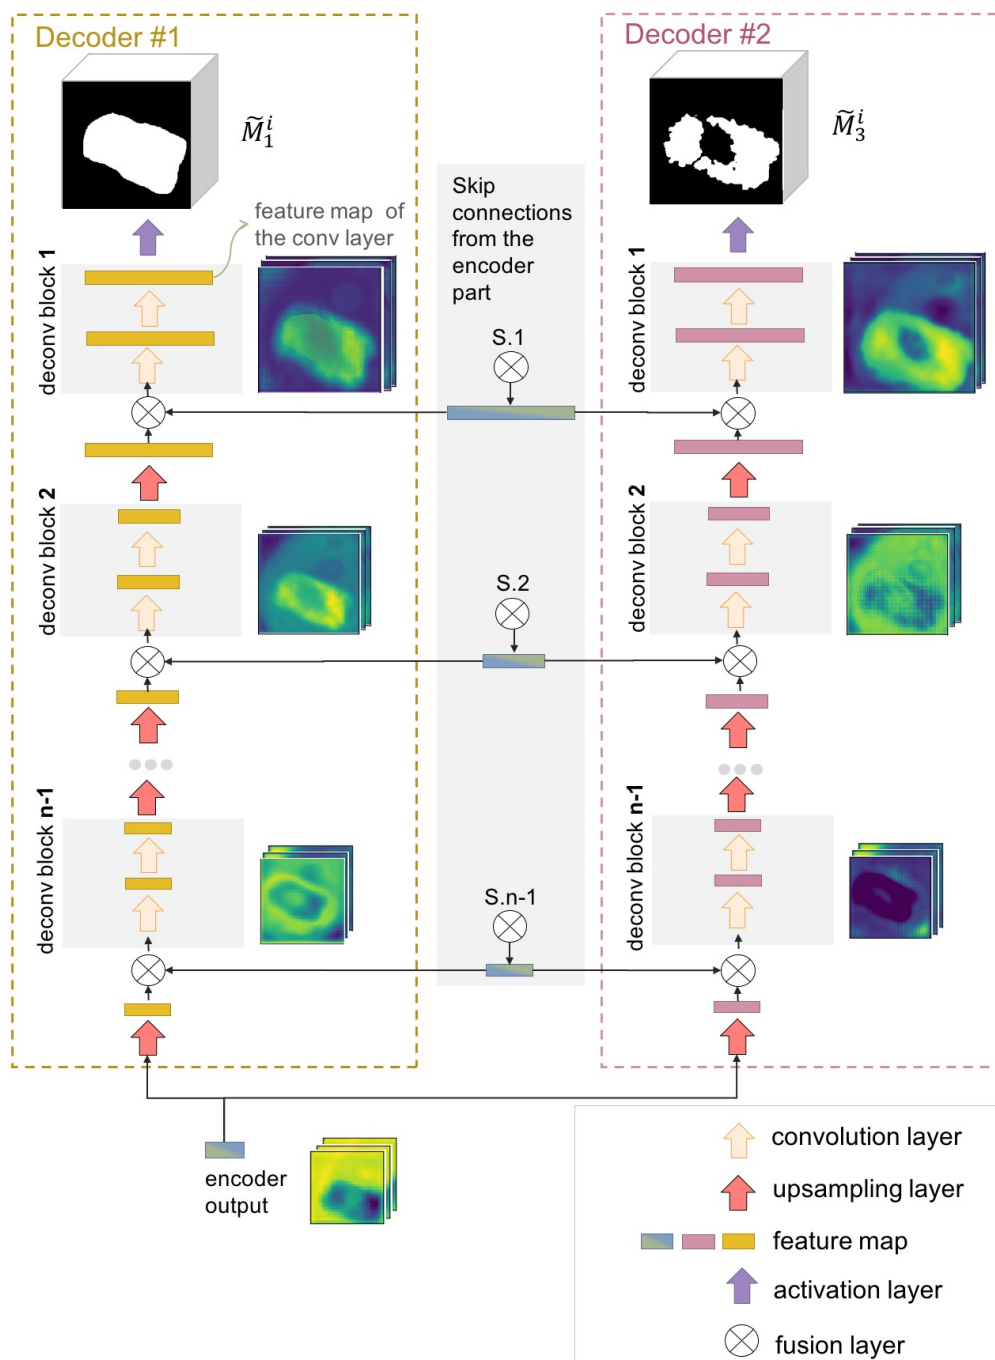 Decoder #1
Decoder #2
M̃₁ⁱ
M̃₃ⁱ
Skip
connections
from the
encoder
part
feature map of
the conv layer
deconv block 1
deconv block 1
S.1
deconv block 2
deconv block 2
S.2
deconv block n-1
deconv block n-1
S.n-1
encoder
output
convolution layer
upsampling layer
feature map
activation layer
fusion layer